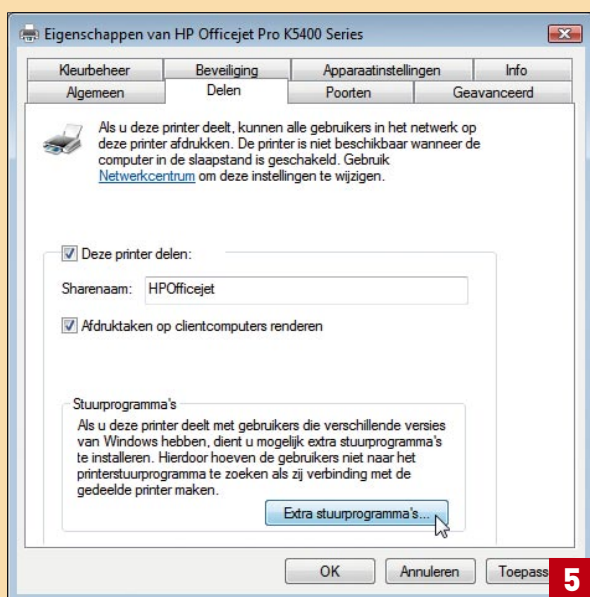 Eigenschappen van HP Officejet Pro K5400 Series
Kleurbeheer Beveiliging Apparaatinstellingen Info
Algemeen Delen Poorten Geavanceerd
Als u deze printer deelt, kunnen alle gebruikers in het netwerk op
deze printer afdrukken. De printer is niet beschikbaar wanneer de
computer in de slaapstand is geschakeld. Gebruik
Netwerkcentrum om deze instellingen te wijzigen.
Deze printer delen:
Sharenaam: HPOfficejet
Afdruktaken op clientcomputers renderen
Stuurprogramma's
Als u deze printer deelt met gebruikers die verschillende versies
van Windows hebben, dient u mogelijk extra stuurprogramma's
te installeren. Hierdoor hoeven de gebruikers niet naar het
printerstuurprogramma te zoeken als zij verbinding met de
gedeelde printer maken.
Extra stuurprogramma's...
OK Annuleren Toepass
5